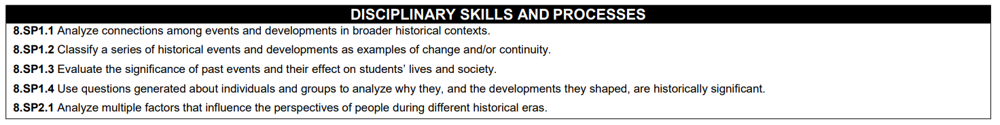 DISCIPLINARY SKILLS AND PROCESSES
8.SP1.1 Analyze connections among events and developments in broader historical contexts.
8.SP1.2 Classify a series of historical events and developments as examples of change and/or continuity.
8.SP1.3 Evaluate the significance of past events and their effect on students’ lives and society.
8.SP1.4 Use questions generated about individuals and groups to analyze why they, and the developments they shaped, are historically significant.
8.SP2.1 Analyze multiple factors that influence the perspectives of people during different historical eras.